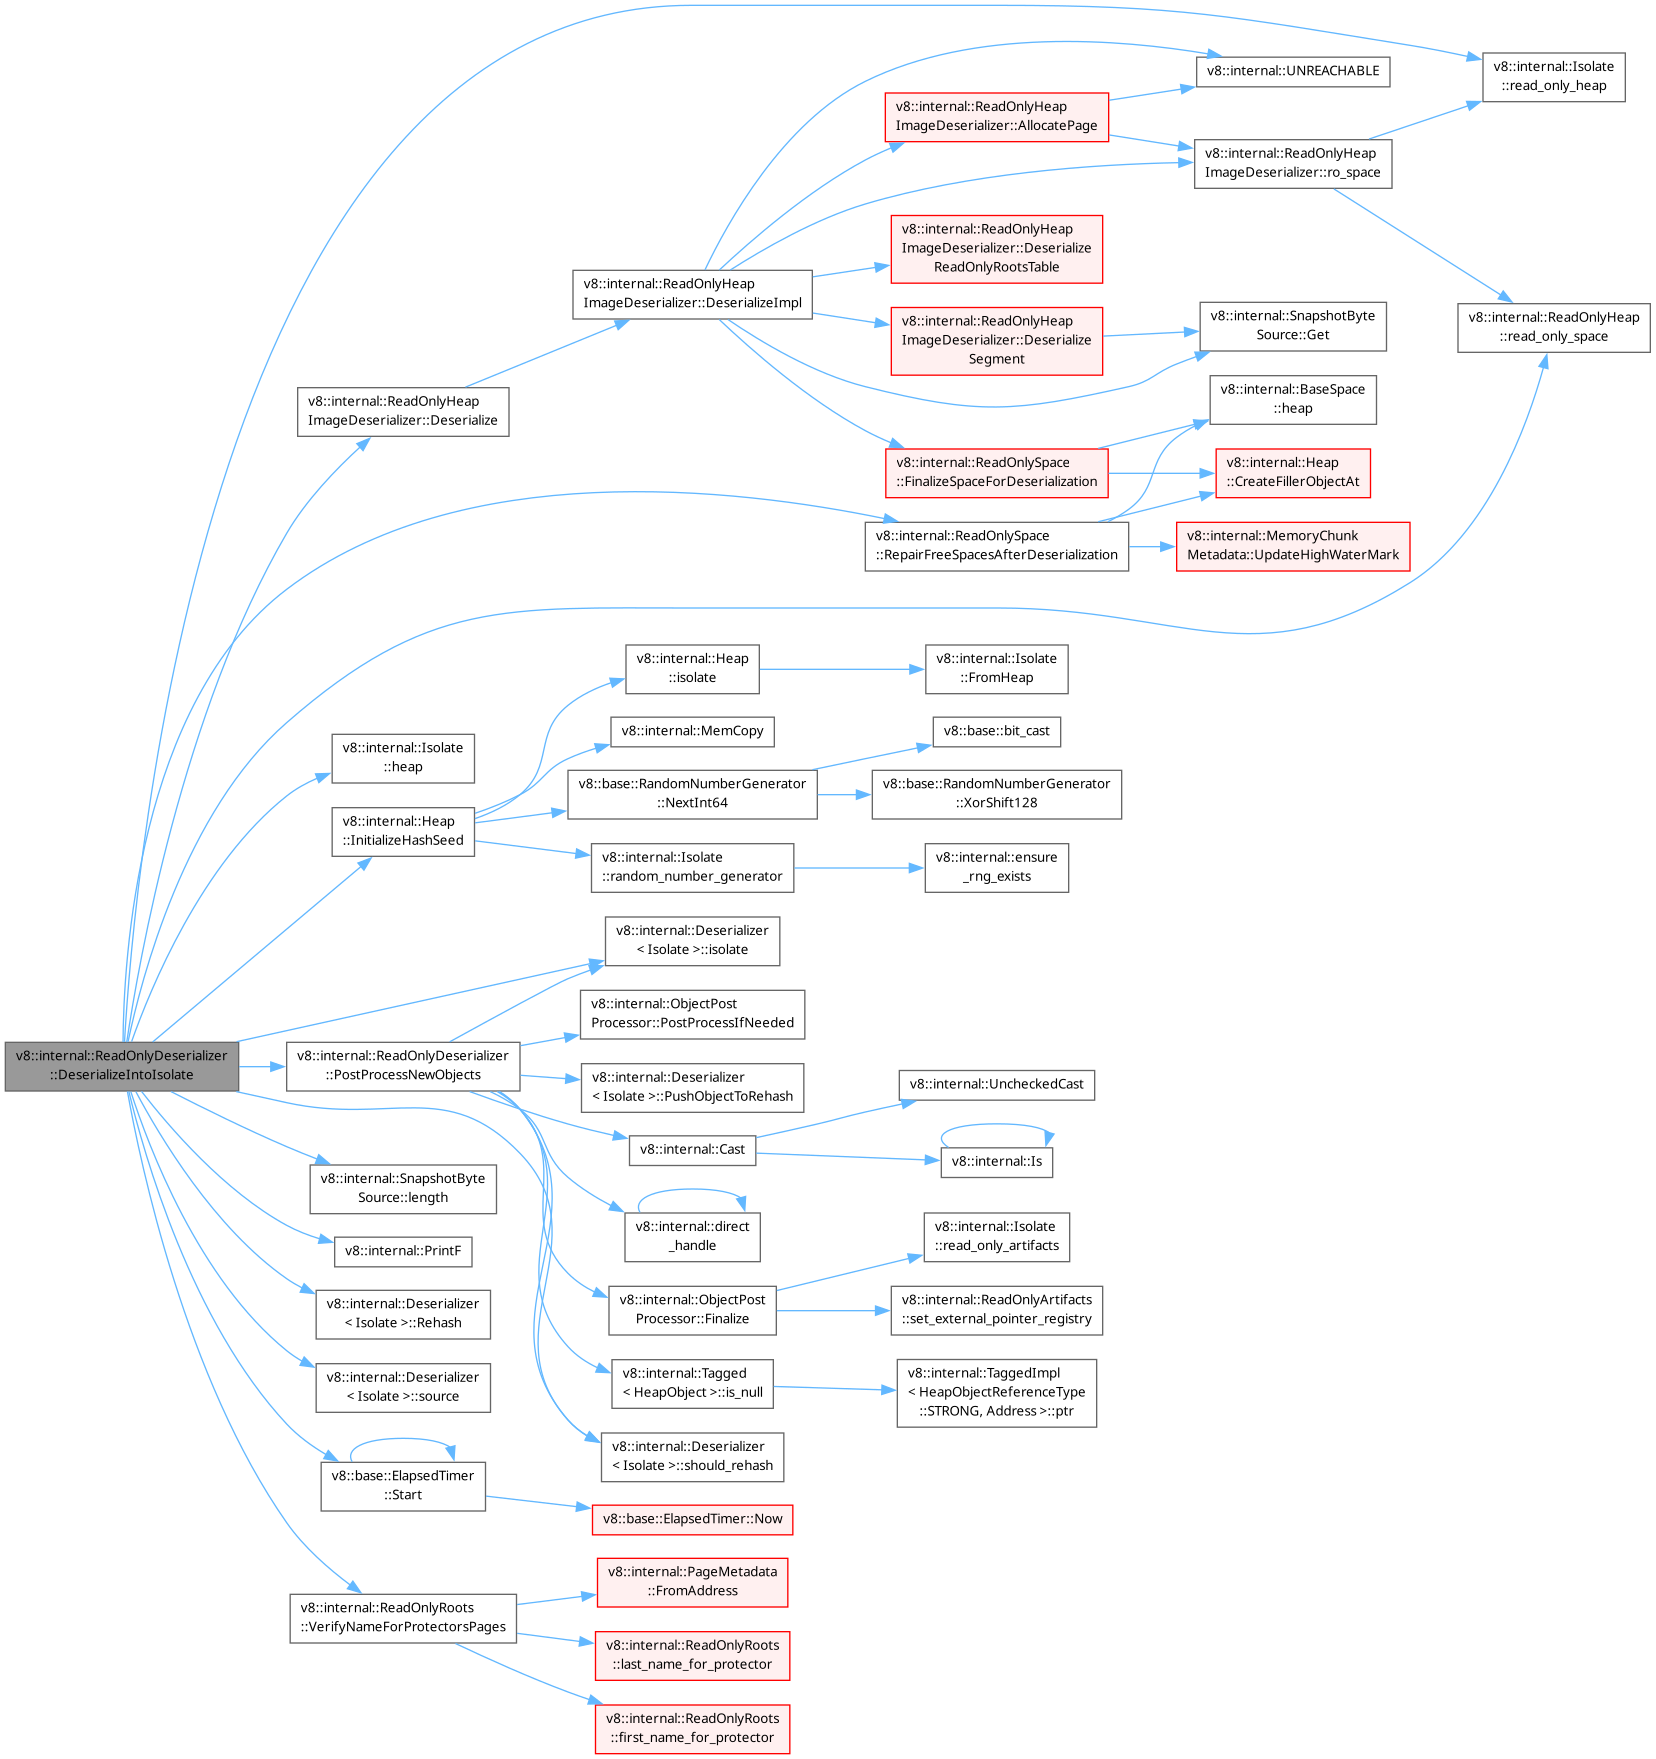 v8::internal::Isolate
::read_only_heap
v8::internal::UNREACHABLE
v8::internal::ReadOnlyHeap
ImageDeserializer::AllocatePage
v8::internal::ReadOnlyHeap
ImageDeserializer::ro_space
v8::internal::ReadOnlyHeap
ImageDeserializer::Deserialize
ReadOnlyRootsTable
v8::internal::ReadOnlyHeap
ImageDeserializer::DeserializeImpl
v8::internal::ReadOnlyHeap
ImageDeserializer::Deserialize
Segment
v8::internal::SnapshotByte
Source::Get
v8::internal::ReadOnlyHeap
::read_only_space
v8::internal::ReadOnlyHeap
ImageDeserializer::Deserialize
v8::internal::BaseSpace
::heap
v8::internal::ReadOnlySpace
::FinalizeSpaceForDeserialization
v8::internal::Heap
::CreateFillerObjectAt
v8::internal::ReadOnlySpace
::RepairFreeSpacesAfterDeserialization
v8::internal::MemoryChunk
Metadata::UpdateHighWaterMark
v8::internal::Heap
::isolate
v8::internal::Isolate
::FromHeap
v8::internal::Isolate
::heap
v8::internal::MemCopy
v8::base::bit_cast
v8::base::RandomNumberGenerator
::NextInt64
v8::base::RandomNumberGenerator
::XorShift128
v8::internal::Heap
::InitializeHashSeed
v8::internal::Isolate
::random_number_generator
v8::internal::ensure
_rng_exists
v8::internal::Deserializer
< Isolate >::isolate
v8::internal::ObjectPost
Processor::PostProcessIfNeeded
v8::internal::ReadOnlyDeserializer
::DeserializeIntoIsolate
v8::internal::ReadOnlyDeserializer
::PostProcessNewObjects
v8::internal::Deserializer
< Isolate >::PushObjectToRehash
v8::internal::UncheckedCast
v8::internal::Cast
v8::internal::Is
v8::internal::SnapshotByte
Source::length
v8::internal::direct
_handle
v8::internal::PrintF
v8::internal::Isolate
::read_only_artifacts
v8::internal::Deserializer
< Isolate >::Rehash
v8::internal::ObjectPost
Processor::Finalize
v8::internal::ReadOnlyArtifacts
::set_external_pointer_registry
v8::internal::Deserializer
< Isolate >::source
v8::internal::Tagged
< HeapObject >::is_null
v8::internal::TaggedImpl
< HeapObjectReferenceType
::STRONG, Address >::ptr
v8::internal::Deserializer
< Isolate >::should_rehash
v8::base::ElapsedTimer
::Start
v8::base::ElapsedTimer::Now
v8::internal::PageMetadata
::FromAddress
v8::internal::ReadOnlyRoots
::VerifyNameForProtectorsPages
v8::internal::ReadOnlyRoots
::last_name_for_protector
v8::internal::ReadOnlyRoots
::first_name_for_protector